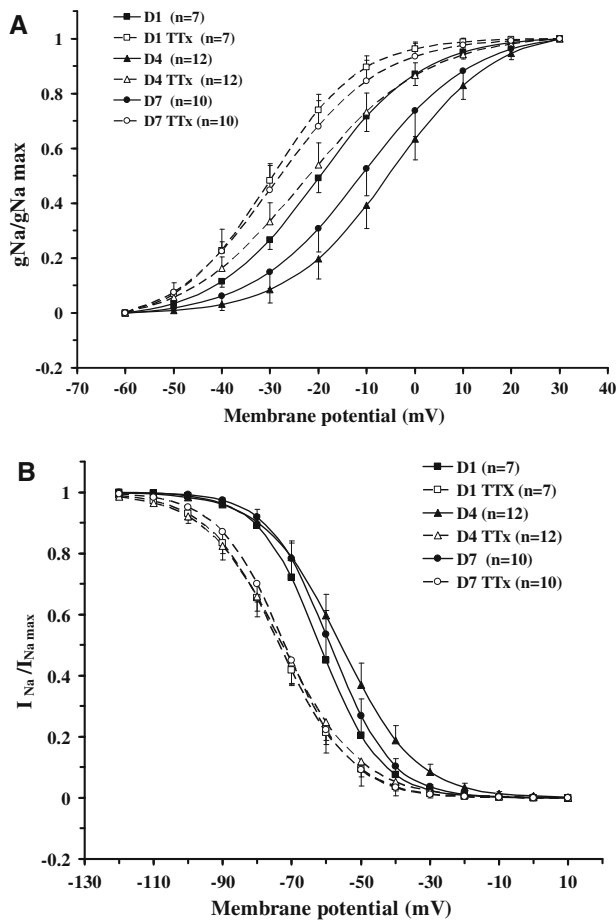 A
D1 (n=7)
D1 TTx (n=7)
D4 (n=12)
D4 TTx (n=12)
D7 (n=10)
D7 TTx (n=10)
gNa/gNa max
1
0.8
0.6
0.4
0.2
0
-0.2
-70 -60 -50 -40 -30 -20 -10 0 10 20 30 40
Membrane potential (mV)
B
D1 (n=7)
D1 TTX (n=7)
D4 (n=12)
D4 TTx (n=12)
D7 (n=10)
D7 TTx (n=10)
I Na /I Na max
1
0.8
0.6
0.4
0.2
0
-0.2
-130 -110 -90 -70 -50 -30 -10 10
Membrane potential (mV)